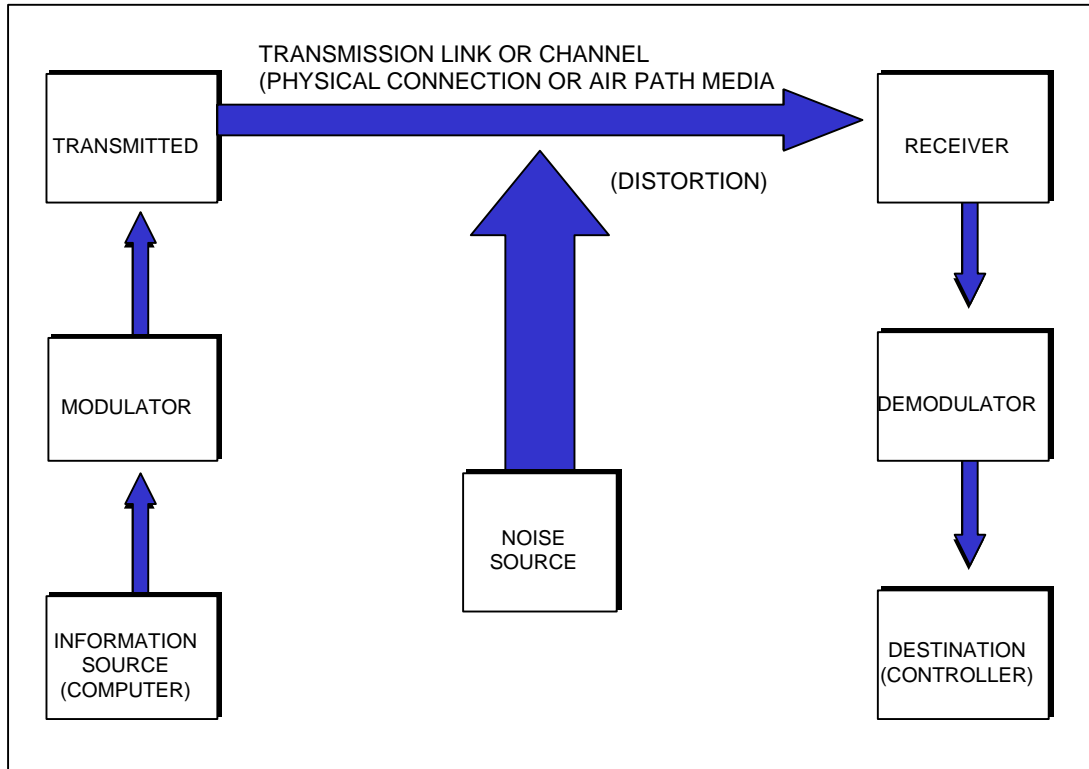 TRANSMISSION LINK OR CHANNEL
(PHYSICAL CONNECTION OR AIR PATH MEDIA
TRANSMITTED
RECEIVER
(DISTORTION)
MODULATOR
DEMODULATOR
NOISE
SOURCE
INFORMATION
SOURCE
(COMPUTER)
DESTINATION
(CONTROLLER)